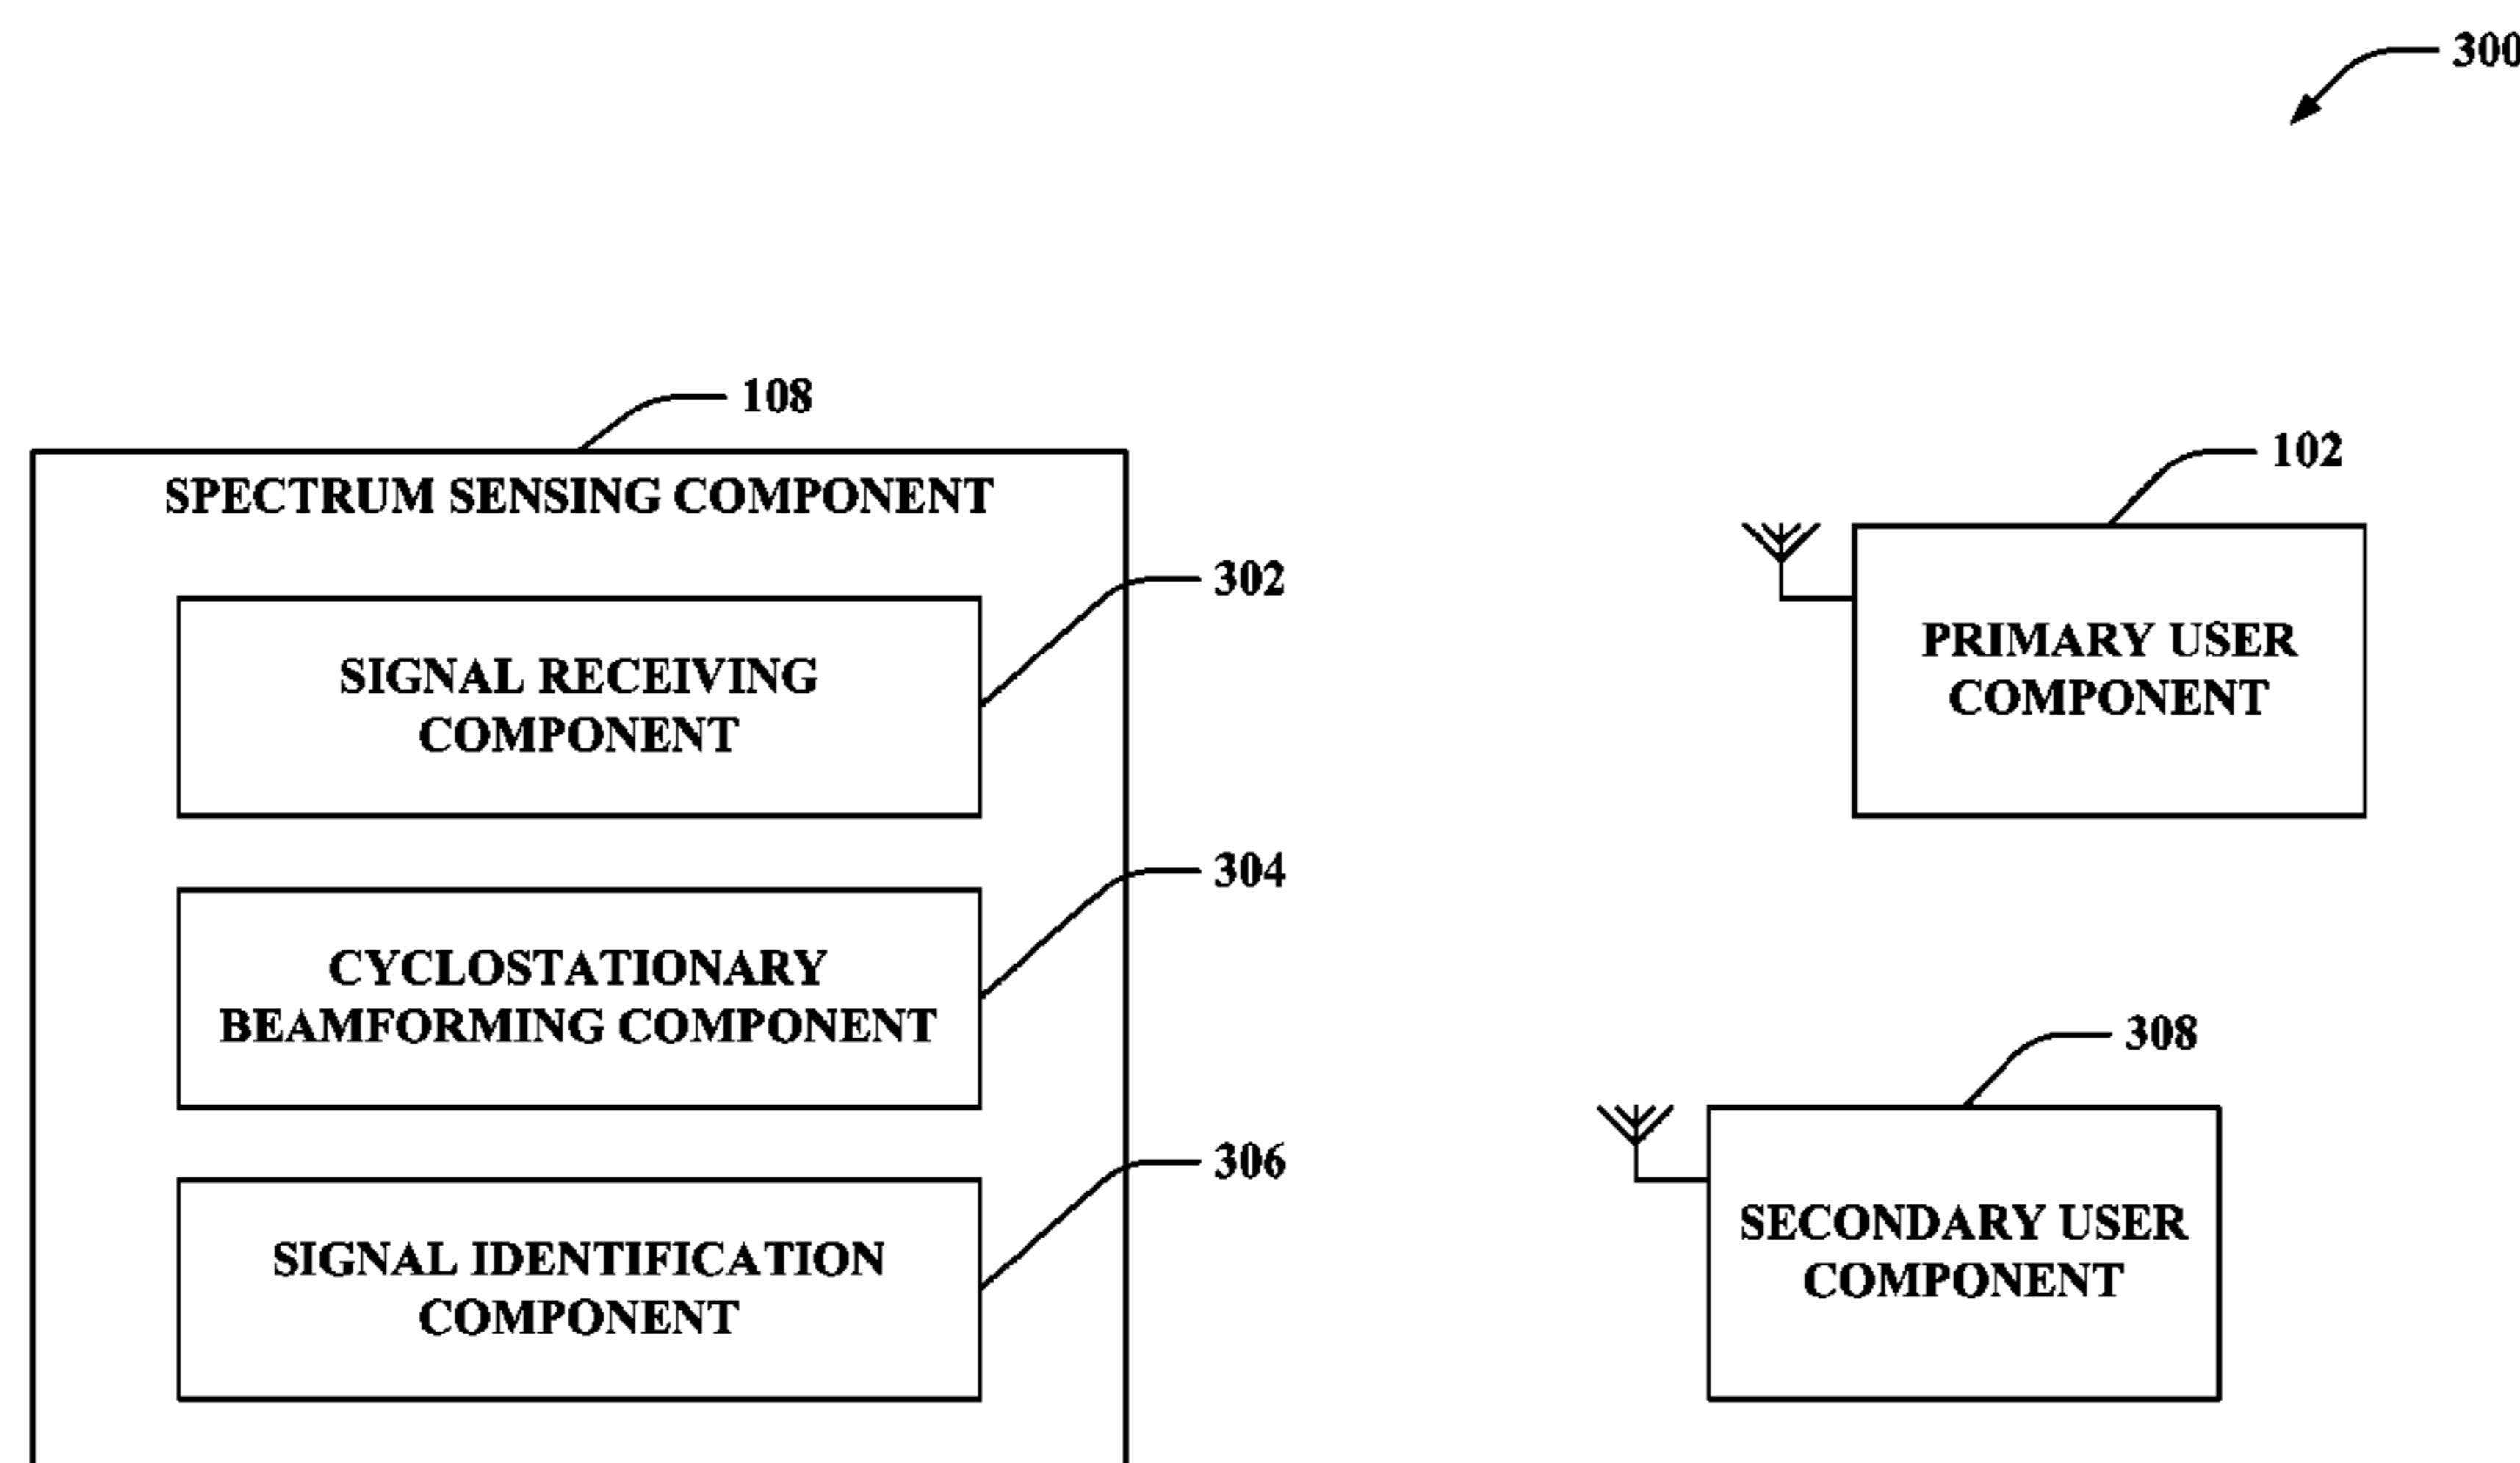 300
108
SPECTRUM SENSING COMPONENT
302
SIGNAL RECEIVING
COMPONENT
304
CYCLOSTATIONARY
BEAMFORMING COMPONENT
306
SIGNAL IDENTIFICATION
COMPONENT
102
PRIMARY USER
COMPONENT
308
SECONDARY USER
COMPONENT